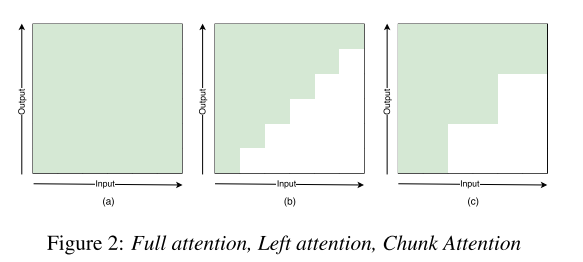 Output
Input
(a)
Output
Input
(b)
Output
Input
(c)
Figure 2: Full attention, Left attention, Chunk Attention